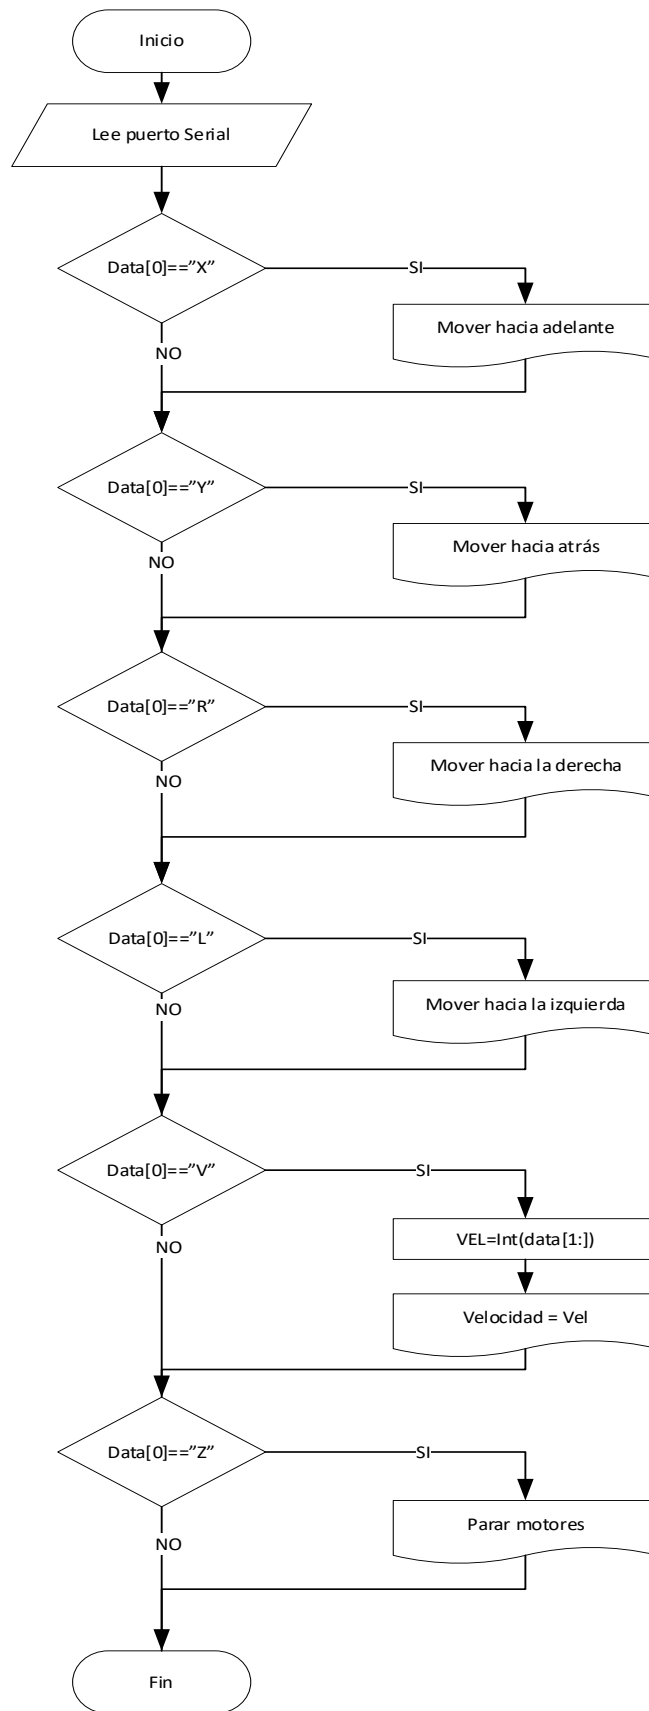 Inicio
Lee puerto Serial
Data[0]==”X”
SI
Mover hacia adelante
NO
Data[0]==”Y”
SI
Mover hacia atrás
NO
Data[0]==”R”
SI
Mover hacia la derecha
NO
Data[0]==”L”
SI
Mover hacia la izquierda
NO
Data[0]==”V”
SI
VEL=Int(data[1:])
NO
Velocidad = Vel
Data[0]==”Z”
SI
Parar motores
NO
Fin